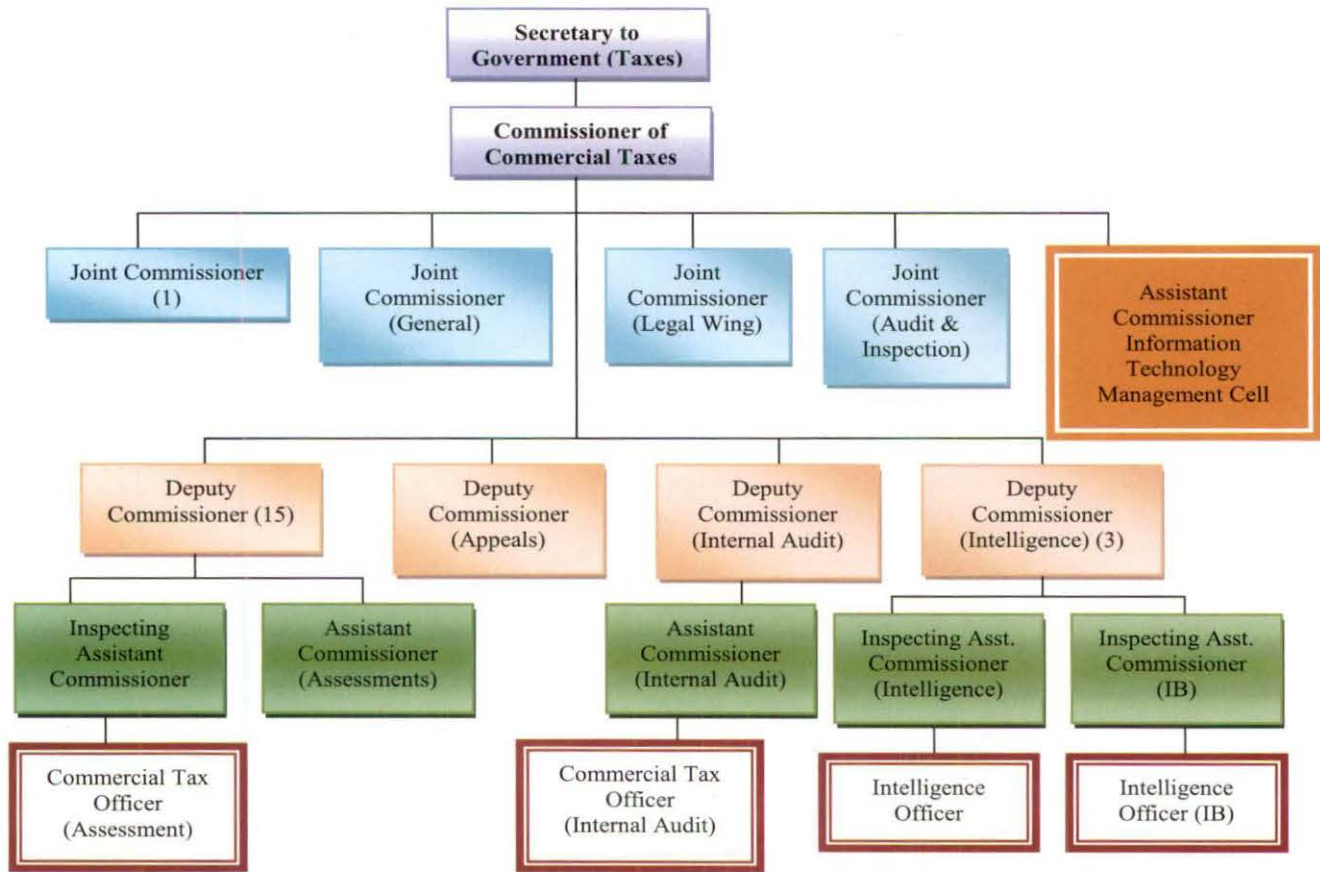 Secretary to
Government (Taxes)
Commissioner of
Commercial Taxes
Joint Commissioner
(1)
Joint
Commissioner
(General)
Joint
Commissioner
(Legal Wing)
Joint
Commissioner
(Audit &
Inspection)
Assistant
Commissioner
Information
Technology
Management Cell
Deputy
Commissioner (15)
Deputy
Commissioner
(Appeals)
Deputy
Commissioner
(Internal Audit)
Deputy
Commissioner
(Intelligence) (3)
Inspecting
Assistant
Commissioner
Assistant
Commissioner
(Assessments)
Assistant
Commissioner
(Internal Audit)
Inspecting Asst.
Commissioner
(Intelligence)
Inspecting Asst.
Commissioner
(IB)
Commercial Tax
Officer
(Assessment)
Commercial Tax
Officer
(Internal Audit)
Intelligence
Officer
Intelligence
Officer (IB)